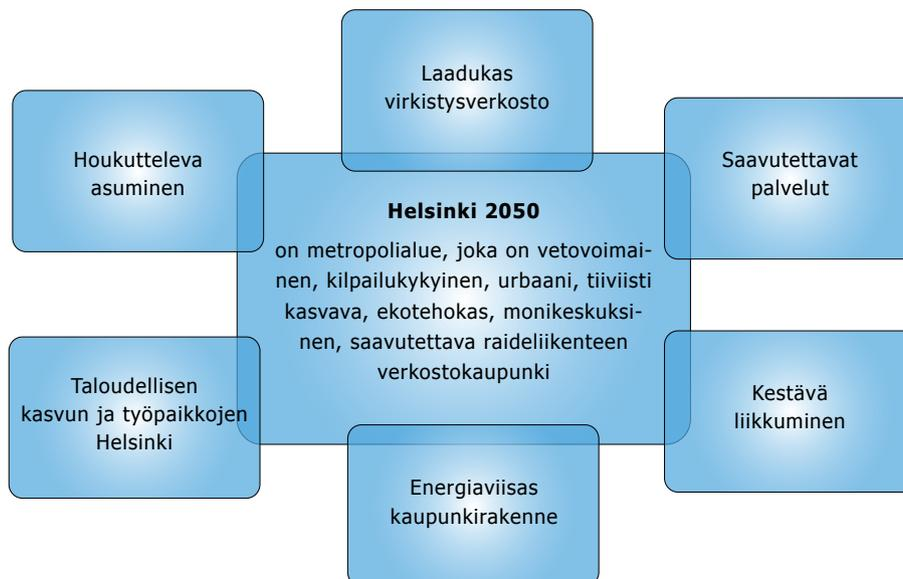 Laadukas
virkistysverkosto
Houkutteleva
asuminen
Saavutettavat
palvelut
Helsinki 2050
on metropolialue, joka on vetovoimai-
nen, kilpailukykyinen, urbaani, tiiviisti
kasvava, ekotehokas, monikeskuksi-
nen, saavutettava raideliikenteen
verkostokaupunki
Taloudellisen
kasvun ja työpaikkojen
Helsinki
Kestävä
liikkuminen
Energiaviisas
kaupunkirakenne